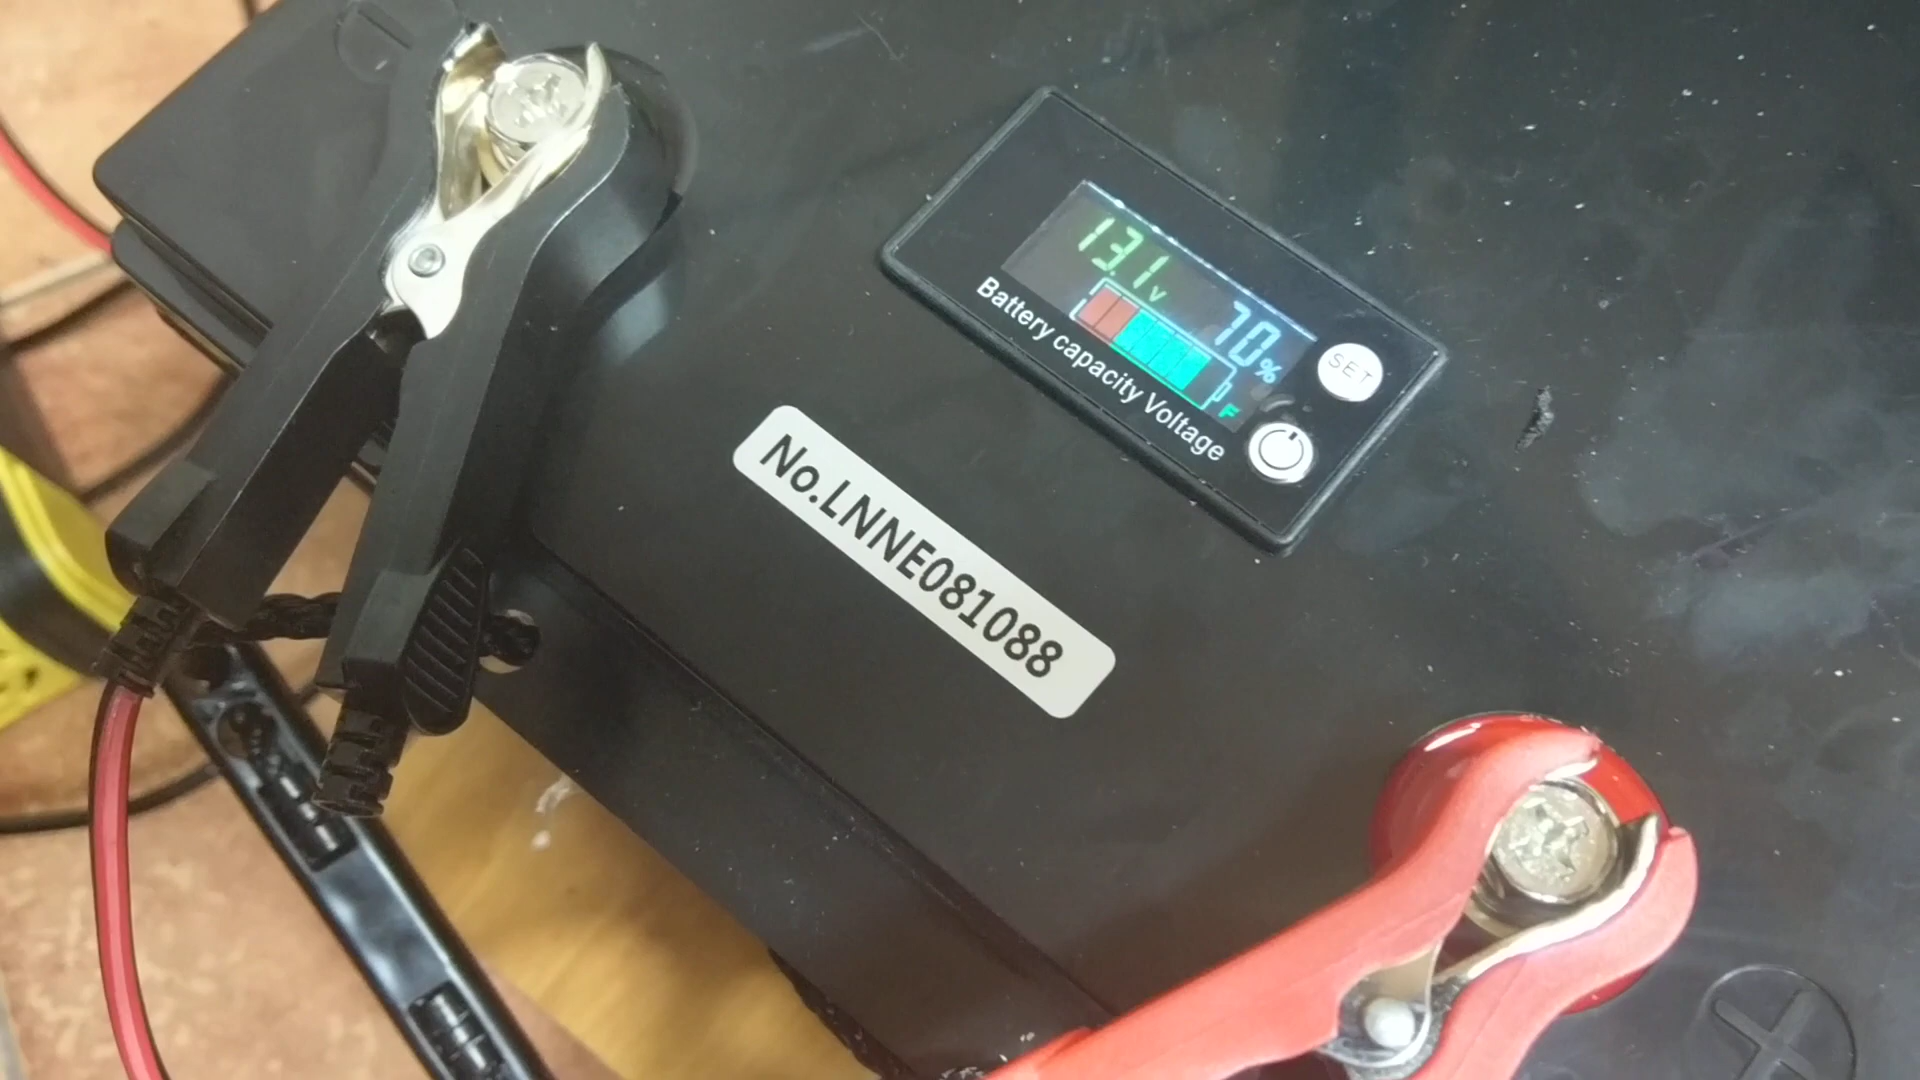 13.1V
70%
F
SET
Battery capacity Voltage
No.LNNE081088